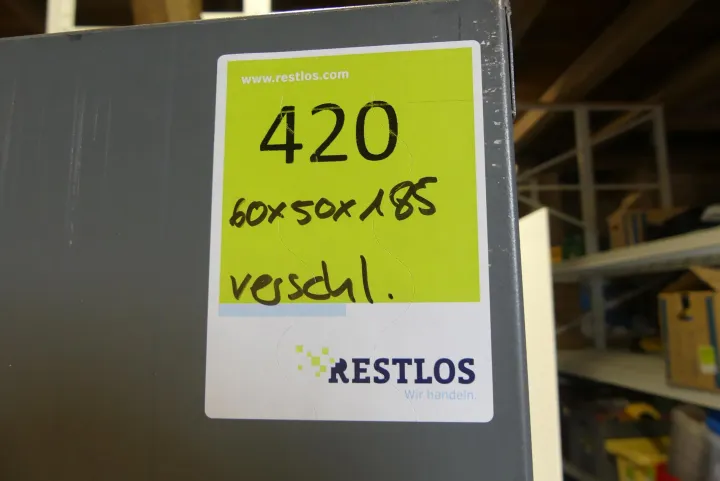 www.restlos.com
420
60x50x185
verschl.
RESTLOS
Wir handeln.